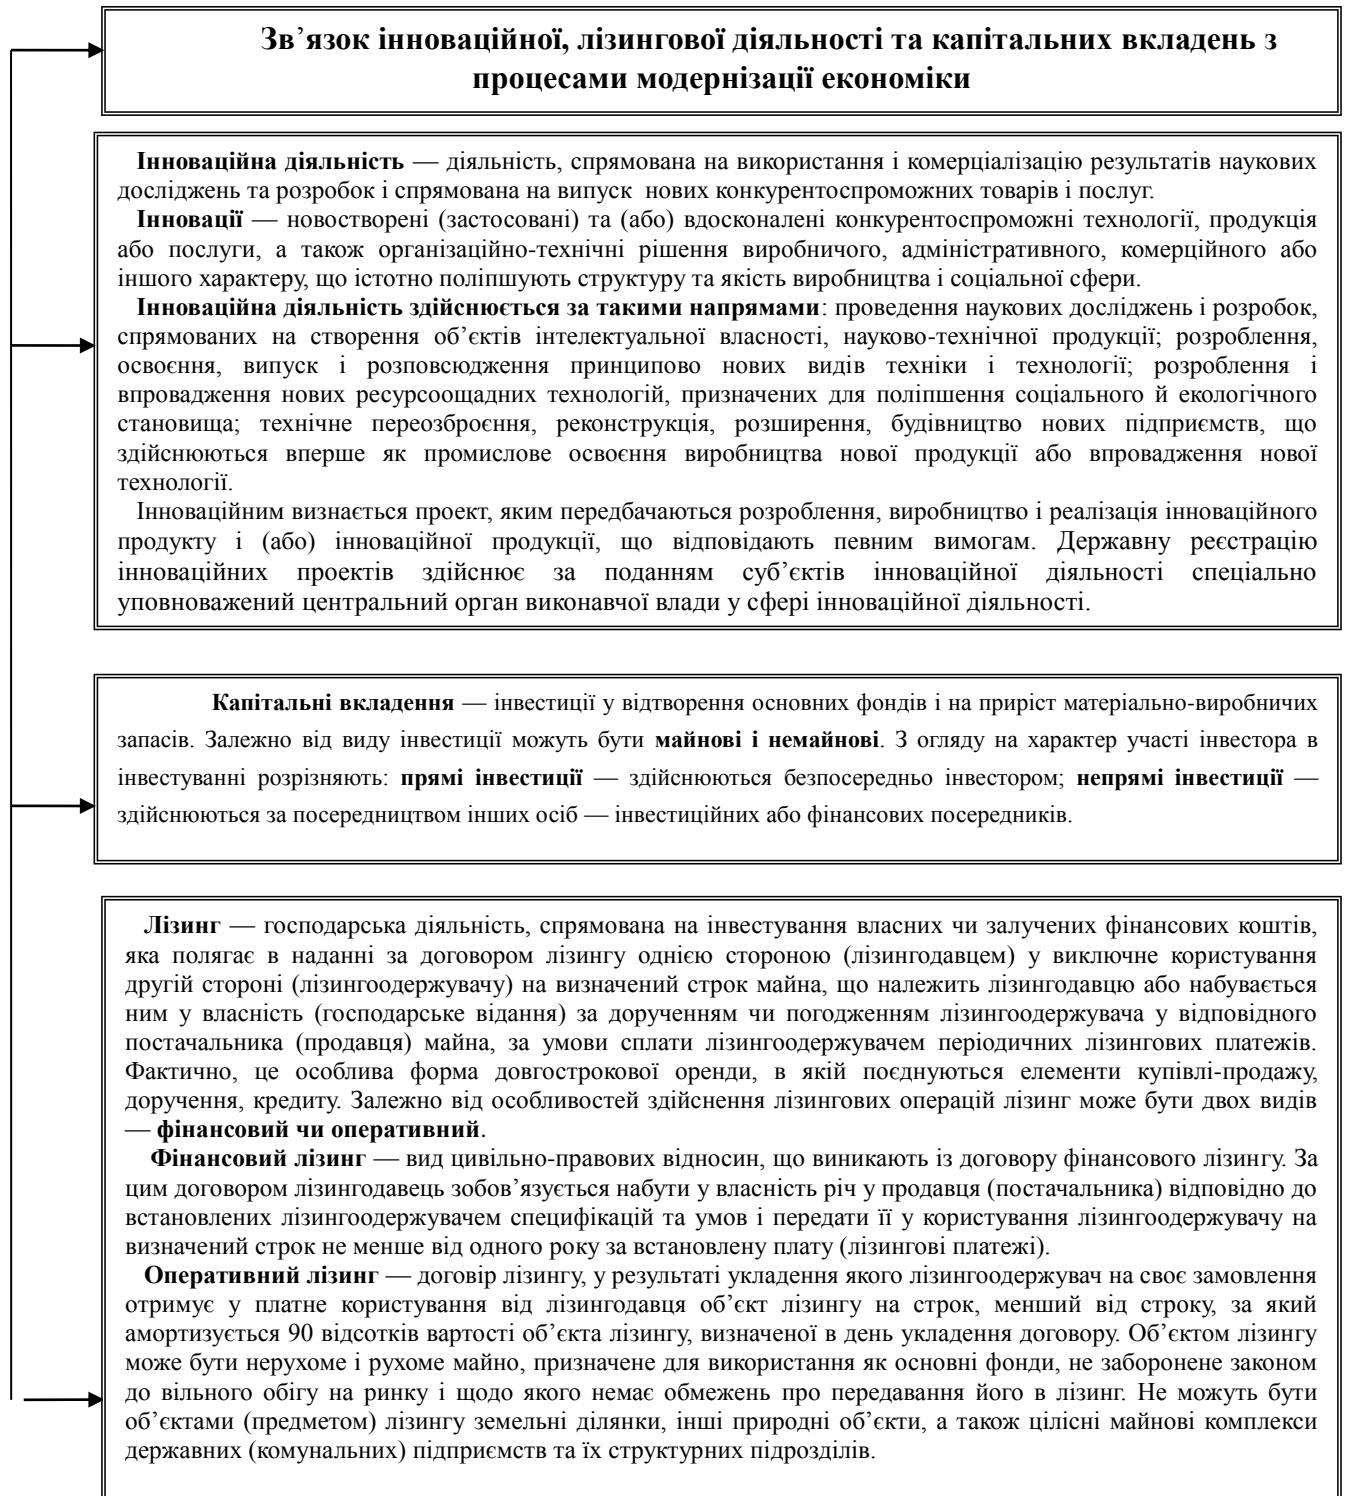 Зв’язок інноваційної, лізингової діяльності та капітальних вкладень з
процесами модернізації економіки
Інноваційна діяльність — діяльність, спрямована на використання і комерціалізацію результатів наукових
досліджень та розробок і спрямована на випуск нових конкурентоспроможних товарів і послуг.
Інновації — новостворені (застосовані) та (або) вдосконалені конкурентоспроможні технології, продукція
або послуги, а також організаційно-технічні рішення виробничого, адміністративного, комерційного або
іншого характеру, що істотно поліпшують структуру та якість виробництва і соціальної сфери.
Інноваційна діяльність здійснюється за такими напрямами: проведення наукових досліджень і розробок,
спрямованих на створення об’єктів інтелектуальної власності, науково-технічної продукції; розроблення,
освоєння, випуск і розповсюдження принципово нових видів техніки і технології; розроблення і
впровадження нових ресурсоощадних технологій, призначених для поліпшення соціального й екологічного
становища; технічне переозброєння, реконструкція, розширення, будівництво нових підприємств, що
здійснюються вперше як промислове освоєння виробництва нової продукції або впровадження нової
технології.
Інноваційним визнається проект, яким передбачаються розроблення, виробництво і реалізація інноваційного
продукту і (або) інноваційної продукції, що відповідають певним вимогам. Державну реєстрацію
інноваційних проектів здійснює за поданням суб’єктів інноваційної діяльності спеціально
уповноважений центральний орган виконавчої влади у сфері інноваційної діяльності.
Капітальні вкладення — інвестиції у відтворення основних фондів і на приріст матеріально-виробничих
запасів. Залежно від виду інвестиції можуть бути майнові і немайнові. З огляду на характер участі інвестора в
інвестуванні розрізняють: прямі інвестиції — здійснюються безпосередньо інвестором; непрямі інвестиції —
здійснюються за посередництвом інших осіб — інвестиційних або фінансових посередників.
Лізинг — господарська діяльність, спрямована на інвестування власних чи залучених фінансових коштів,
яка полягає в наданні за договором лізингу однією стороною (лізингодавцем) у виключне користування
другій стороні (лізингоодержувачу) на визначений строк майна, що належить лізингодавцю або набувається
ним у власність (господарське відання) за дорученням чи погодженням лізингоодержувача у відповідного
постачальника (продавця) майна, за умови сплати лізингоодержувачем періодичних лізингових платежів.
Фактично, це особлива форма довгострокової оренди, в якій поєднуються елементи купівлі-продажу,
доручення, кредиту. Залежно від особливостей здійснення лізингових операцій лізинг може бути двох видів
— фінансовий чи оперативний.
Фінансовий лізинг — вид цивільно-правових відносин, що виникають із договору фінансового лізингу. За
цим договором лізингодавець зобов’язується набути у власність річ у продавця (постачальника) відповідно до
встановлених лізингоодержувачем специфікацій та умов і передати її у користування лізингоодержувачу на
визначений строк не менше від одного року за встановлену плату (лізингові платежі).
Оперативний лізинг — договір лізингу, у результаті укладення якого лізингоодержувач на своє замовлення
отримує у платне користування від лізингодавця об’єкт лізингу на строк, менший від строку, за який
амортизується 90 відсотків вартості об’єкта лізингу, визначеної в день укладення договору. Об’єктом лізингу
може бути нерухоме і рухоме майно, призначене для використання як основні фонди, не заборонене законом
до вільного обігу на ринку і щодо якого немає обмежень про передавання його в лізинг. Не можуть бути
об’єктами (предметом) лізингу земельні ділянки, інші природні об’єкти, а також цілісні майнові комплекси
державних (комунальних) підприємств та їх структурних підрозділів.